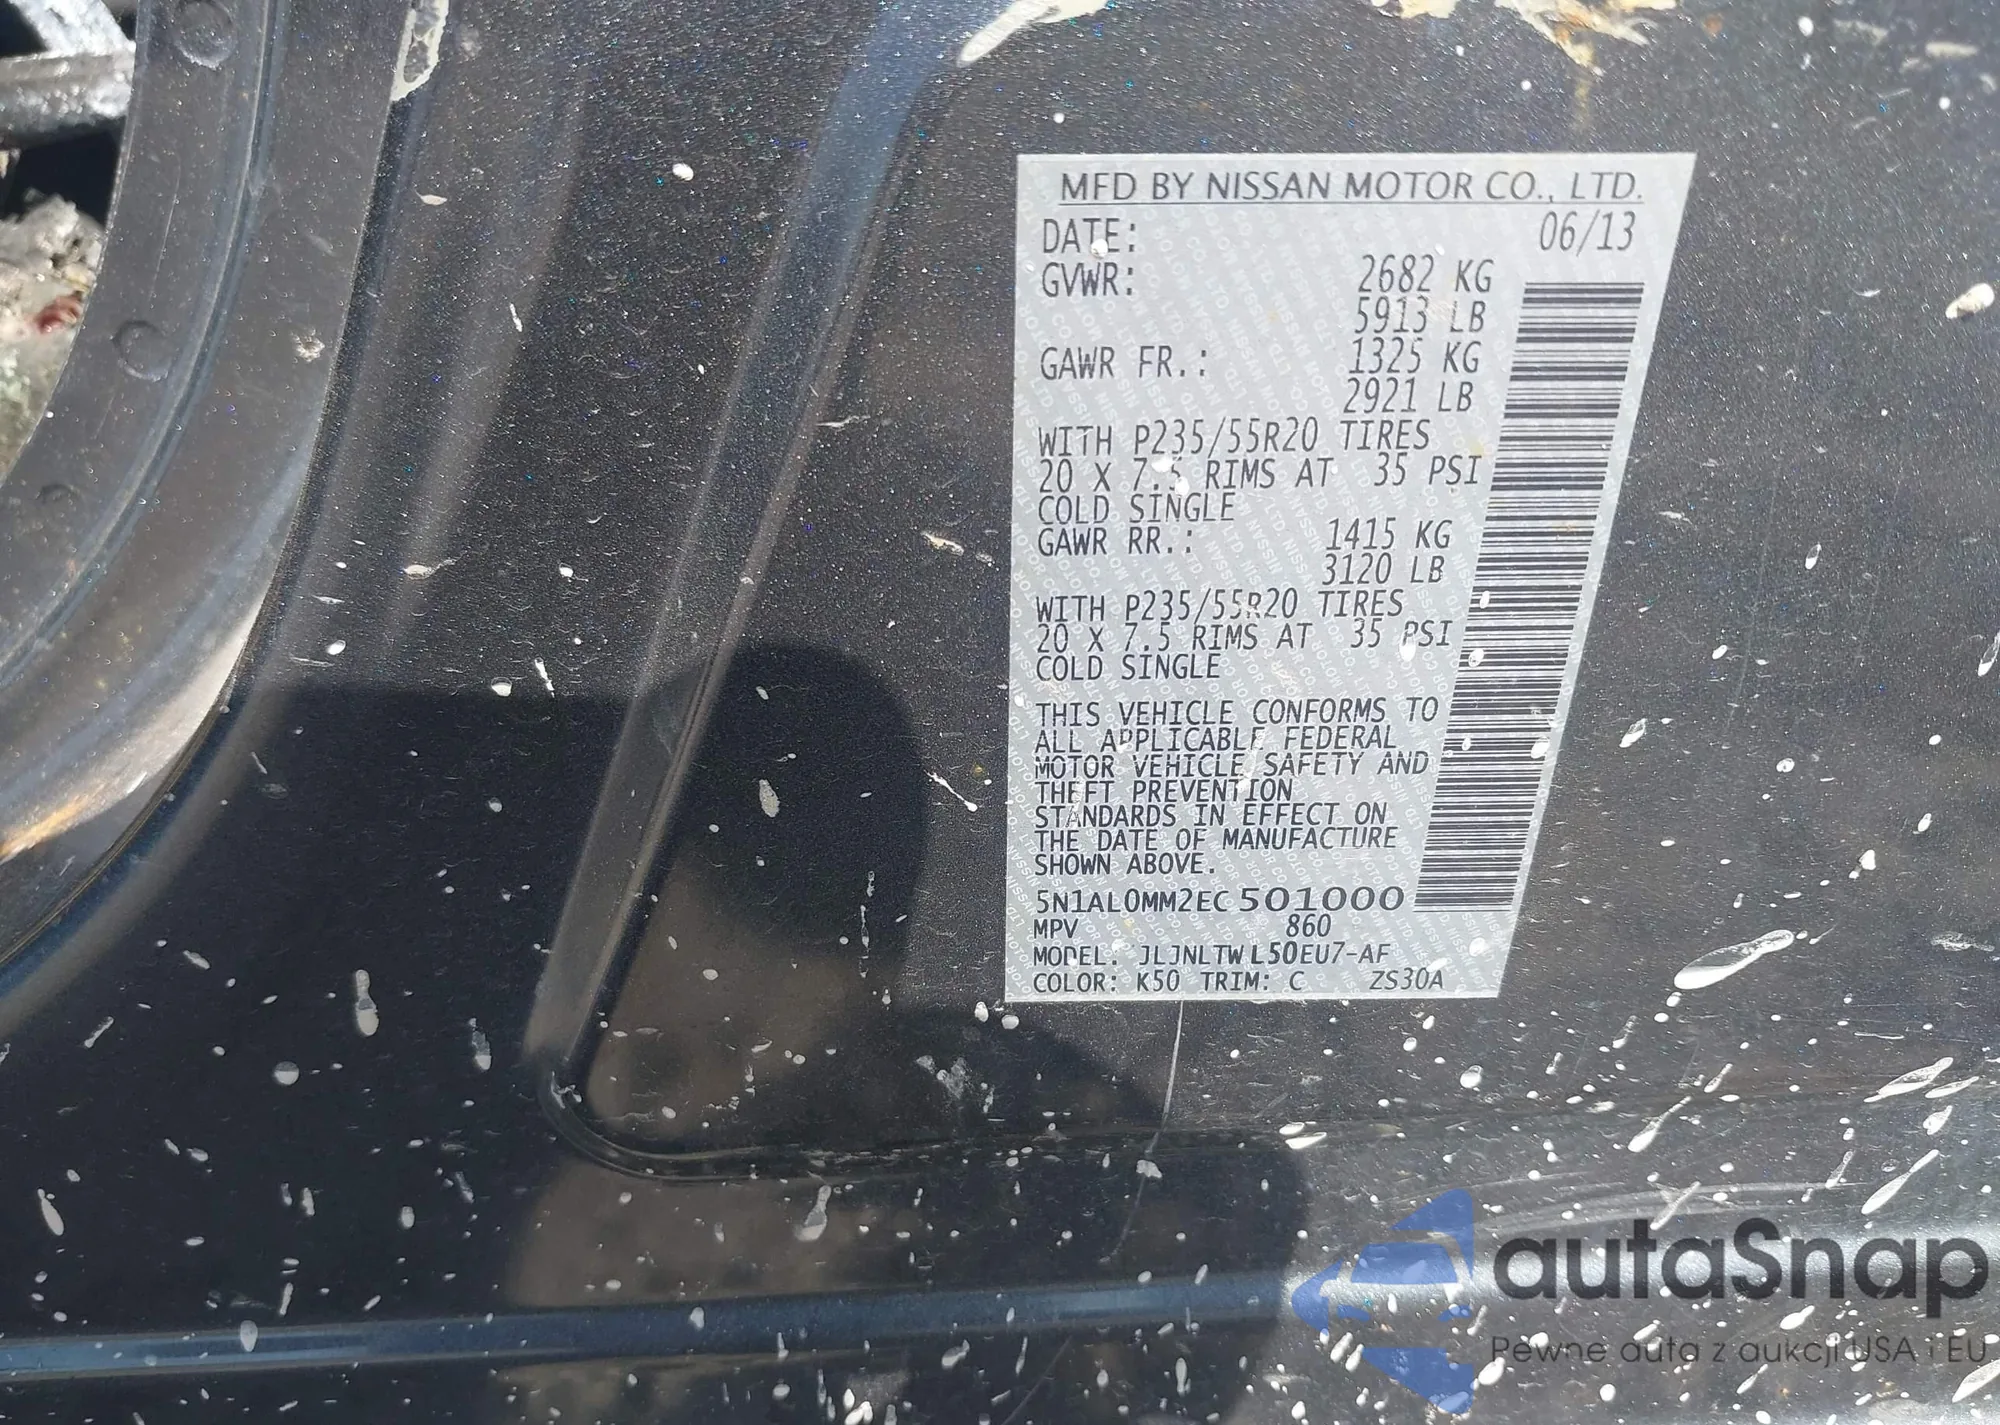 MFD BY NISSAN MOTOR CO., LTD.
DATE: 06/13
GVWR: 2682 KG
5913 LB
GAWR FR.: 1325 KG
2921 LB
WITH P235/55R20 TIRES
20 X 7.5 RIMS AT 35 PSI
COLD SINGLE
GAWR RR.: 1415 KG
3120 LB
WITH P235/55R20 TIRES
20 X 7.5 RIMS AT 35 PSI
COLD SINGLE
THIS VEHICLE CONFORMS TO
ALL APPLICABLE FEDERAL
MOTOR VEHICLE SAFETY AND
THEFT PREVENTION
STANDARDS IN EFFECT ON
THE DATE OF MANUFACTURE
SHOWN ABOVE.
5N1AL0MM2EC501000
MPV 860
MODEL: JLJNLTWL50EU7-AF
COLOR: K50 TRIM: C ZS30A
autaSnap
Pewne auta z aukcji USA i EU